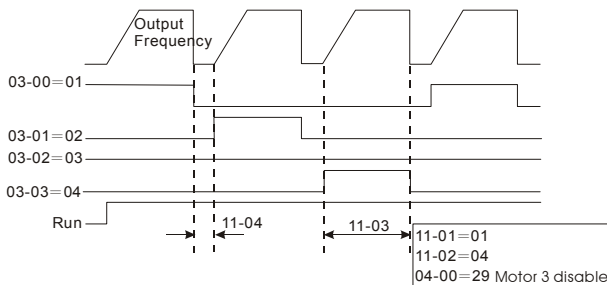 Output
Frequency
03-00=01
03-01=02
03-02=03
03-03=04
Run
11-04
11-03
11-01=01
11-02=04
04-00=29 Motor 3 disable